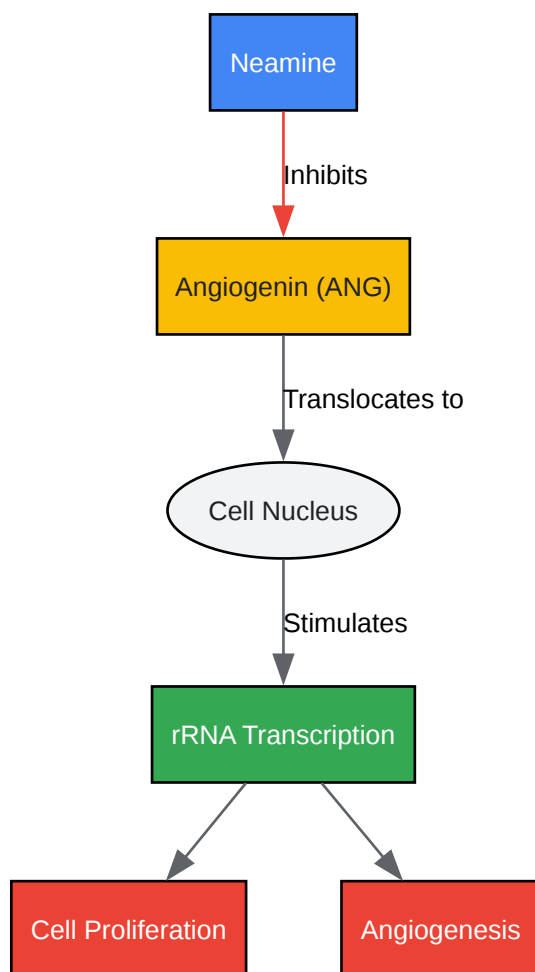 Neamine
Inhibits
Angiogenin (ANG)
Translocates to
Cell Nucleus
Stimulates
rRNA Transcription
Cell Proliferation
Angiogenesis